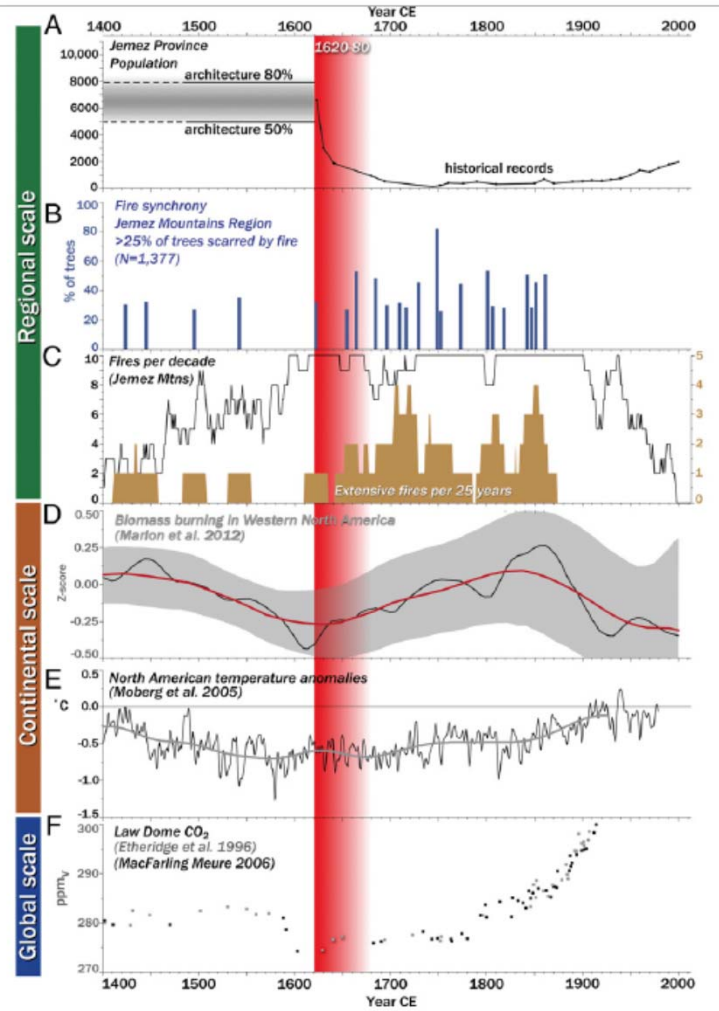 Year CE
1400 1500 1600 1700 1800 1900 2000
Regional scale
A
Jemez Province
Population
1620-80
10,000
8000
6000
4000
2000
0
architecture 80%
architecture 50%
historical records
B
Fire synchrony
Jemez Mountains Region
>25% of trees scarred by fire
(N=1,377)
% of trees
100
80
60
40
20
0
C
Fires per decade
(Jemez Mtns)
10
8
6
4
2
0
5
4
3
2
1
0
Extensive fires per 25 years
Continental scale
D
Biomass burning in Western North America
(Marlon et al. 2012)
Z-score
0.50
0.25
0.00
-0.25
-0.50
E
North American temperature anomalies
(Moberg et al. 2005)
°C
0.5
0.0
-0.5
-1.0
-1.5
Global scale
F
Law Dome CO₂
(Etheridge et al. 1996)
(MacFarling Meure 2006)
ppmv
300
290
280
270
1400 1500 1600 1700 1800 1900 2000
Year CE